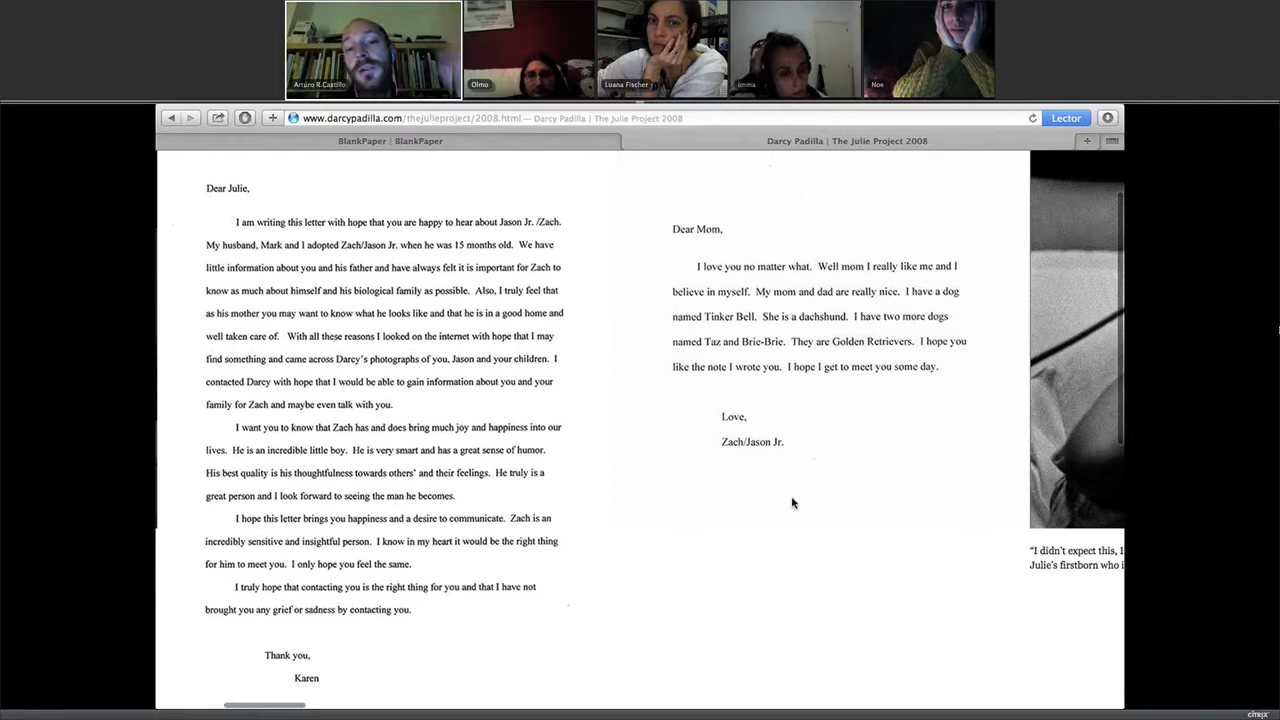 Arturo R.Castillo
Olmo
Luana Fischer
Imma
Noe
www.darcypadilla.com/thejulieproject/2008.html — Darcy Padilla | The Julie Project 2008
Lector
BlankPaper | BlankPaper
Darcy Padilla | The Julie Project 2008
Dear Julie,
I am writing this letter with hope that you are happy to hear about Jason Jr. /Zach.
My husband, Mark and I adopted Zach/Jason Jr. when he was 15 months old. We have
little information about you and his father and have always felt it is important for Zach to
know as much about himself and his biological family as possible. Also, I truly feel that
as his mother you may want to know what he looks like and that he is in a good home and
well taken care of. With all these reasons I looked on the internet with hope that I may
find something and came across Darcy's photographs of you, Jason and your children. I
contacted Darcy with hope that I would be able to gain information about you and your
family for Zach and maybe even talk with you.
I want you to know that Zach has and does bring much joy and happiness into our
lives. He is an incredible little boy. He is very smart and has a great sense of humor.
His best quality is his thoughtfulness towards others' and their feelings. He truly is a
great person and I look forward to seeing the man he becomes.
I hope this letter brings you happiness and a desire to communicate. Zach is an
incredibly sensitive and insightful person. I know in my heart it would be the right thing
for him to meet you. I only hope you feel the same.
I truly hope that contacting you is the right thing for you and that I have not
brought you any grief or sadness by contacting you.
Thank you,
Karen
Dear Mom,
I love you no matter what. Well mom I really like me and I
believe in myself. My mom and dad are really nice. I have a dog
named Tinker Bell. She is a dachshund. I have two more dogs
named Taz and Brie-Brie. They are Golden Retrievers. I hope you
like the note I wrote you. I hope I get to meet you some day.
Love,
Zach/Jason Jr.
"I didn't expect this, I
Julie's firstborn who i
CITRIX